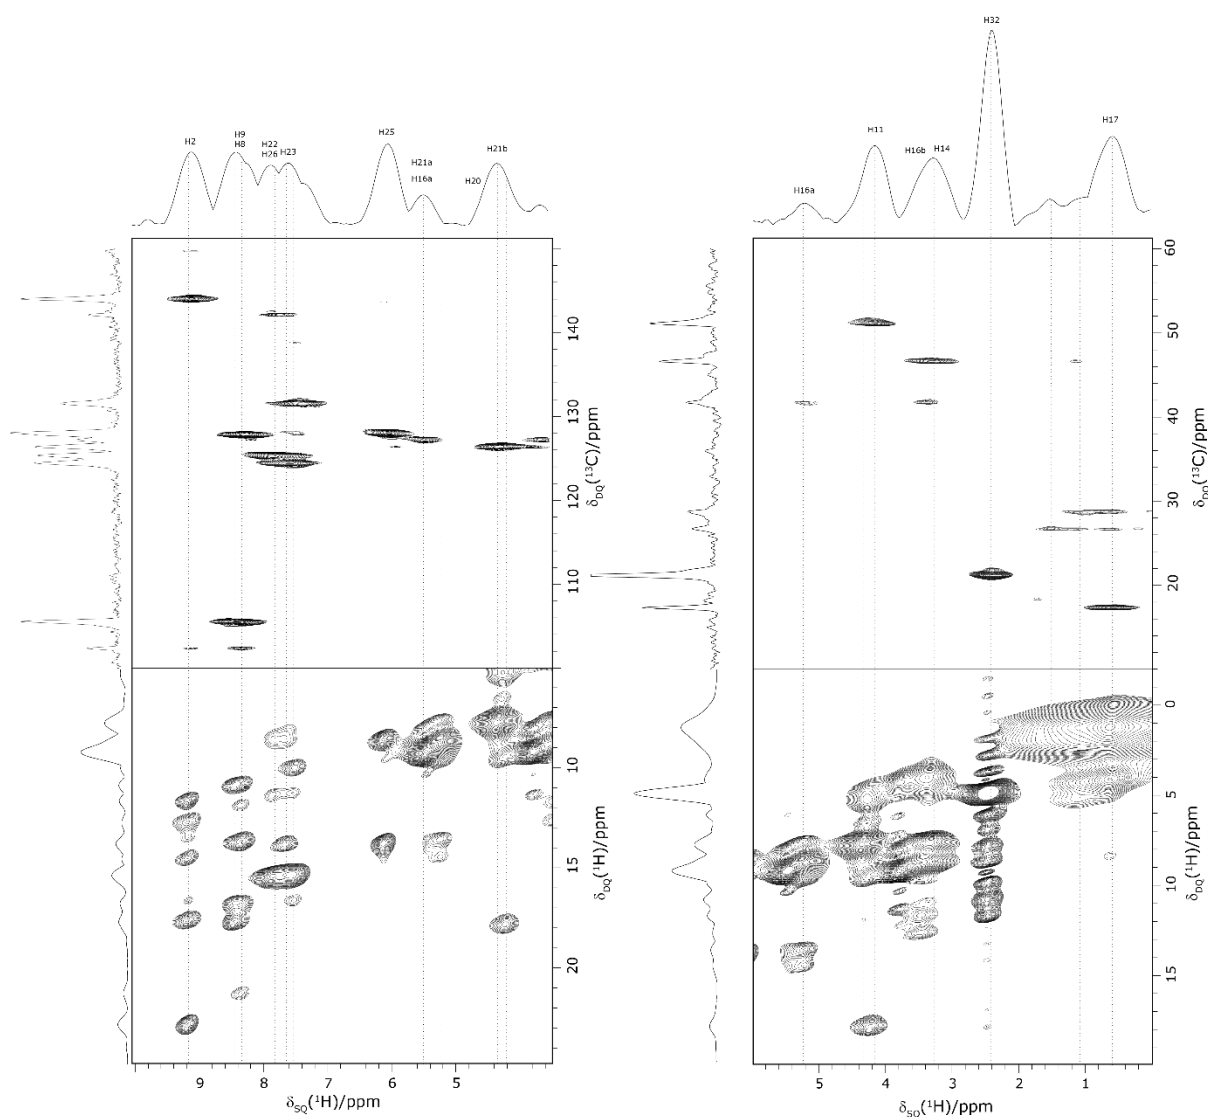 H32
H2
H9
H8
H22
H26
H23
H25
H21a
H16a
H20
H21b
H16a
H11
H16b
H14
H17
140
130
120
110
δDQ(13C)/ppm
60
50
40
30
20
δDQ(13C)/ppm
10
15
20
δDQ(1H)/ppm
0
5
10
15
δDQ(1H)/ppm
9 8 7 6 5
δSQ(1H)/ppm
5 4 3 2 1
δSQ(1H)/ppm